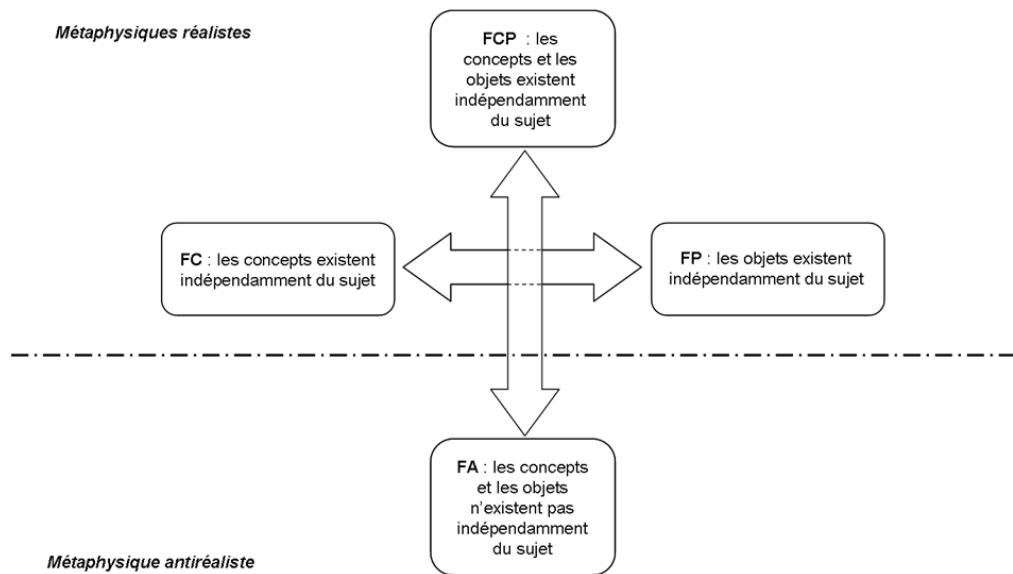 Métaphysiques réalistes
FCP : les
concepts et les
objets existent
indépendamment
du sujet
FC : les concepts existent
indépendamment du sujet
FP : les objets existent
indépendamment du sujet
FA : les concepts
et les objets
n'existent pas
indépendamment
du sujet
Métaphysique antiréaliste